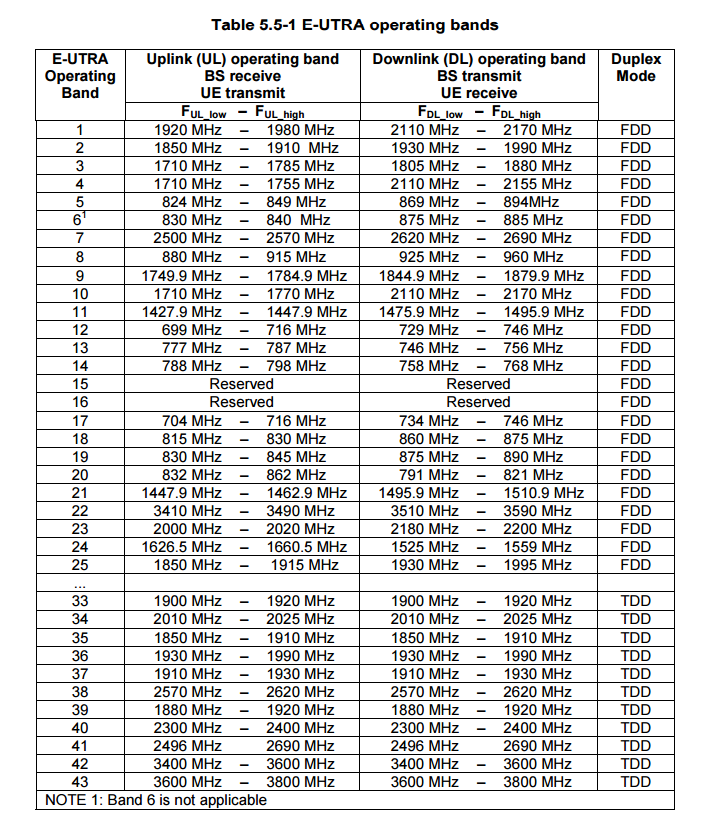 Table 5.5-1 E-UTRA operating bands
E-UTRA Operating Band Uplink (UL) operating band BS receive UE transmit Downlink (DL) operating band BS transmit UE receive Duplex Mode
FUL_low – FUL_high FDL_low – FDL_high
1 1920 MHz – 1980 MHz 2110 MHz – 2170 MHz FDD
2 1850 MHz – 1910 MHz 1930 MHz – 1990 MHz FDD
3 1710 MHz – 1785 MHz 1805 MHz – 1880 MHz FDD
4 1710 MHz – 1755 MHz 2110 MHz – 2155 MHz FDD
5 824 MHz – 849 MHz 869 MHz – 894MHz FDD
6¹ 830 MHz – 840 MHz 875 MHz – 885 MHz FDD
7 2500 MHz – 2570 MHz 2620 MHz – 2690 MHz FDD
8 880 MHz – 915 MHz 925 MHz – 960 MHz FDD
9 1749.9 MHz – 1784.9 MHz 1844.9 MHz – 1879.9 MHz FDD
10 1710 MHz – 1770 MHz 2110 MHz – 2170 MHz FDD
11 1427.9 MHz – 1447.9 MHz 1475.9 MHz – 1495.9 MHz FDD
12 699 MHz – 716 MHz 729 MHz – 746 MHz FDD
13 777 MHz – 787 MHz 746 MHz – 756 MHz FDD
14 788 MHz – 798 MHz 758 MHz – 768 MHz FDD
15 Reserved Reserved FDD
16 Reserved Reserved FDD
17 704 MHz – 716 MHz 734 MHz – 746 MHz FDD
18 815 MHz – 830 MHz 860 MHz – 875 MHz FDD
19 830 MHz – 845 MHz 875 MHz – 890 MHz FDD
20 832 MHz – 862 MHz 791 MHz – 821 MHz FDD
21 1447.9 MHz – 1462.9 MHz 1495.9 MHz – 1510.9 MHz FDD
22 3410 MHz – 3490 MHz 3510 MHz – 3590 MHz FDD
23 2000 MHz – 2020 MHz 2180 MHz – 2200 MHz FDD
24 1626.5 MHz – 1660.5 MHz 1525 MHz – 1559 MHz FDD
25 1850 MHz – 1915 MHz 1930 MHz – 1995 MHz FDD
...
33 1900 MHz – 1920 MHz 1900 MHz – 1920 MHz TDD
34 2010 MHz – 2025 MHz 2010 MHz – 2025 MHz TDD
35 1850 MHz – 1910 MHz 1850 MHz – 1910 MHz TDD
36 1930 MHz – 1990 MHz 1930 MHz – 1990 MHz TDD
37 1910 MHz – 1930 MHz 1910 MHz – 1930 MHz TDD
38 2570 MHz – 2620 MHz 2570 MHz – 2620 MHz TDD
39 1880 MHz – 1920 MHz 1880 MHz – 1920 MHz TDD
40 2300 MHz – 2400 MHz 2300 MHz – 2400 MHz TDD
41 2496 MHz 2690 MHz 2496 MHz 2690 MHz TDD
42 3400 MHz – 3600 MHz 3400 MHz – 3600 MHz TDD
43 3600 MHz – 3800 MHz 3600 MHz – 3800 MHz TDD
NOTE 1: Band 6 is not applicable